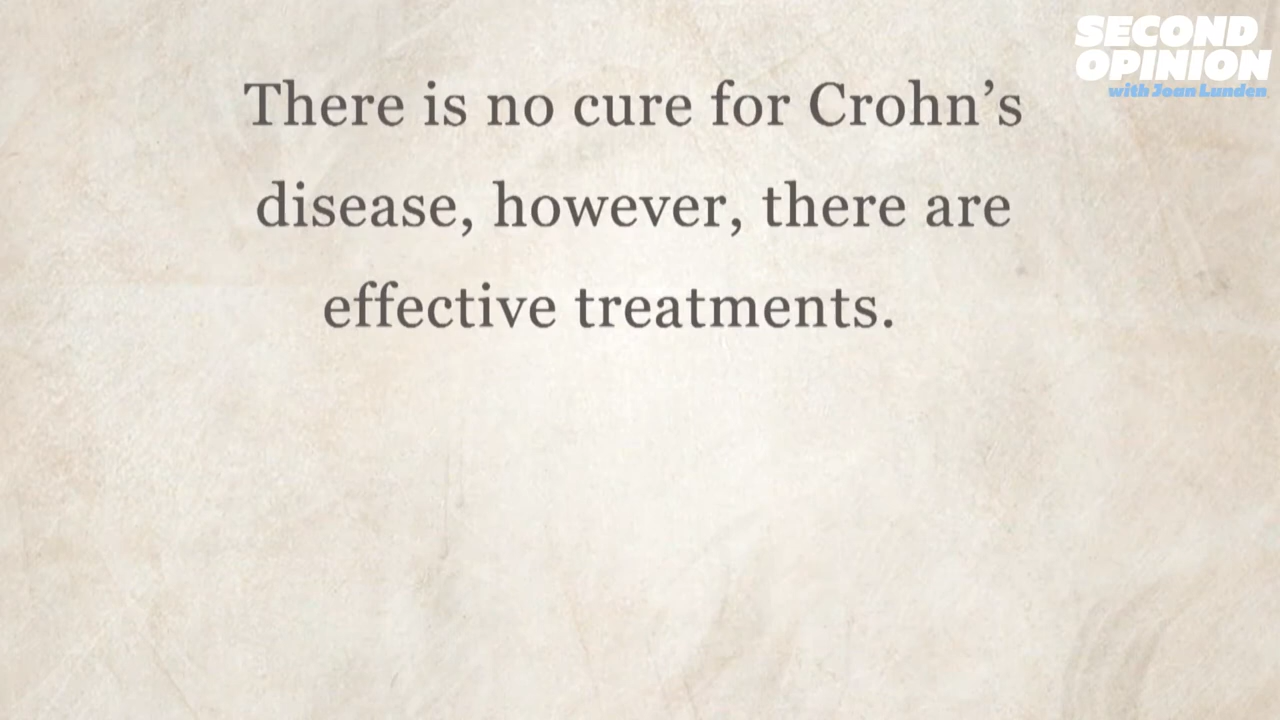 SECOND
OPINION
with Joan Lunden
There is no cure for Crohn’s
disease, however, there are
effective treatments.